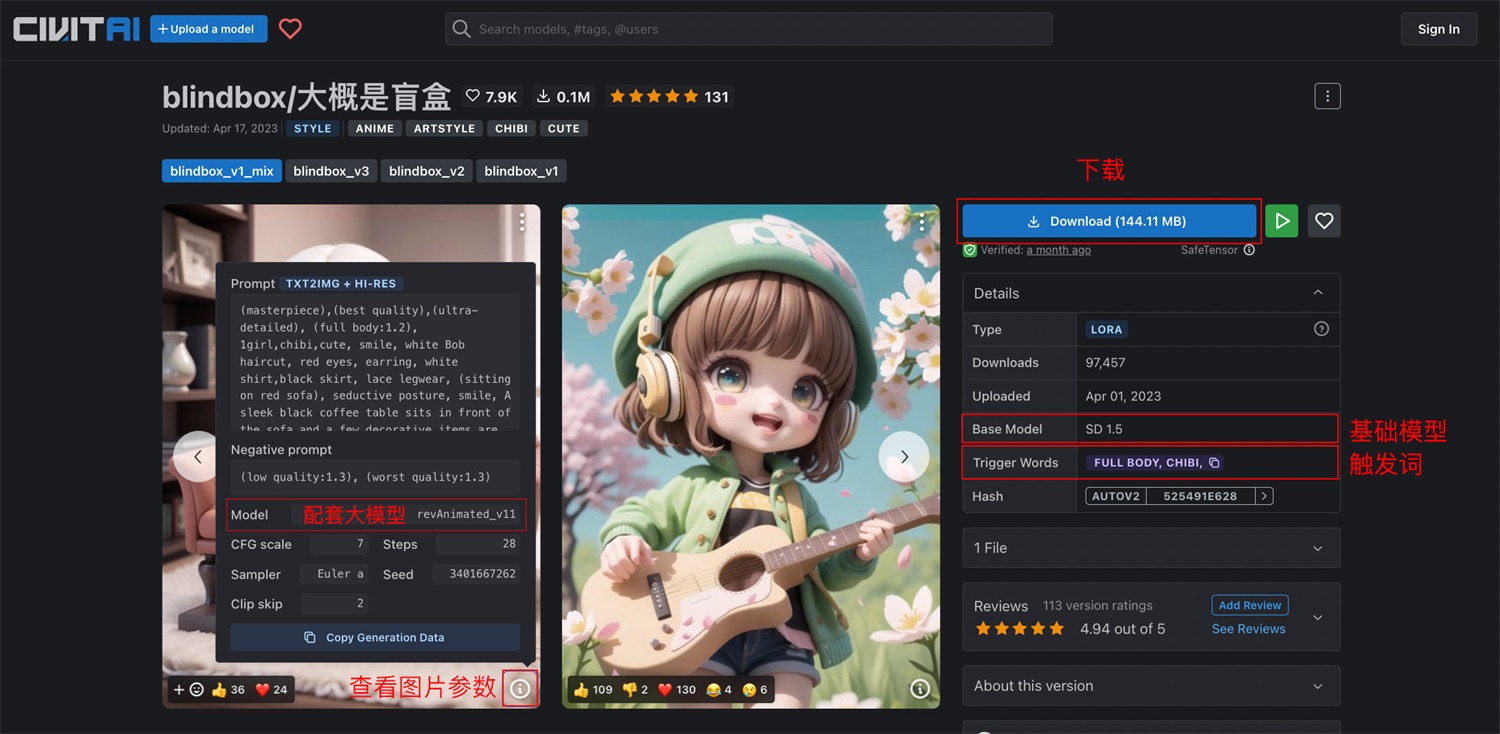 CIVITAI
+ Upload a model
Search models, #tags, @users
Sign In
blindbox/大概是盲盒 7.9K 0.1M 131
Updated: Apr 17, 2023 STYLE ANIME ARTSTYLE CHIBI CUTE
blindbox_v1_mix blindbox_v3 blindbox_v2 blindbox_v1
Prompt TXT2IMG + HI-RES
(masterpiece),(best quality),(ultra-
detailed), (full body:1.2),
1girl,chibi,cute, smile, white Bob
haircut, red eyes, earring, white
shirt,black skirt, lace legwear, (sitting
on red sofa), seductive posture, smile, A
sleek black coffee table sits in front of
the sofa and a few decorative items are
Negative prompt
(low quality:1.3), (worst quality:1.3)
Model 配套大模型 revAnimated_v11
CFG scale 7 Steps 28
Sampler Euler a Seed 3401667262
Clip skip 2
Copy Generation Data
36 24
查看图片参数
109 2 130 4 6
下载
Download (144.11 MB)
Verified: a month ago SafeTensor
Details
Type LORA
Downloads 97,457
Uploaded Apr 01, 2023
Base Model SD 1.5
基础模型
Trigger Words FULL BODY, CHIBI,
触发词
Hash AUTOV2 525491E628
1 File
Reviews 113 version ratings Add Review
4.94 out of 5 See Reviews
About this version